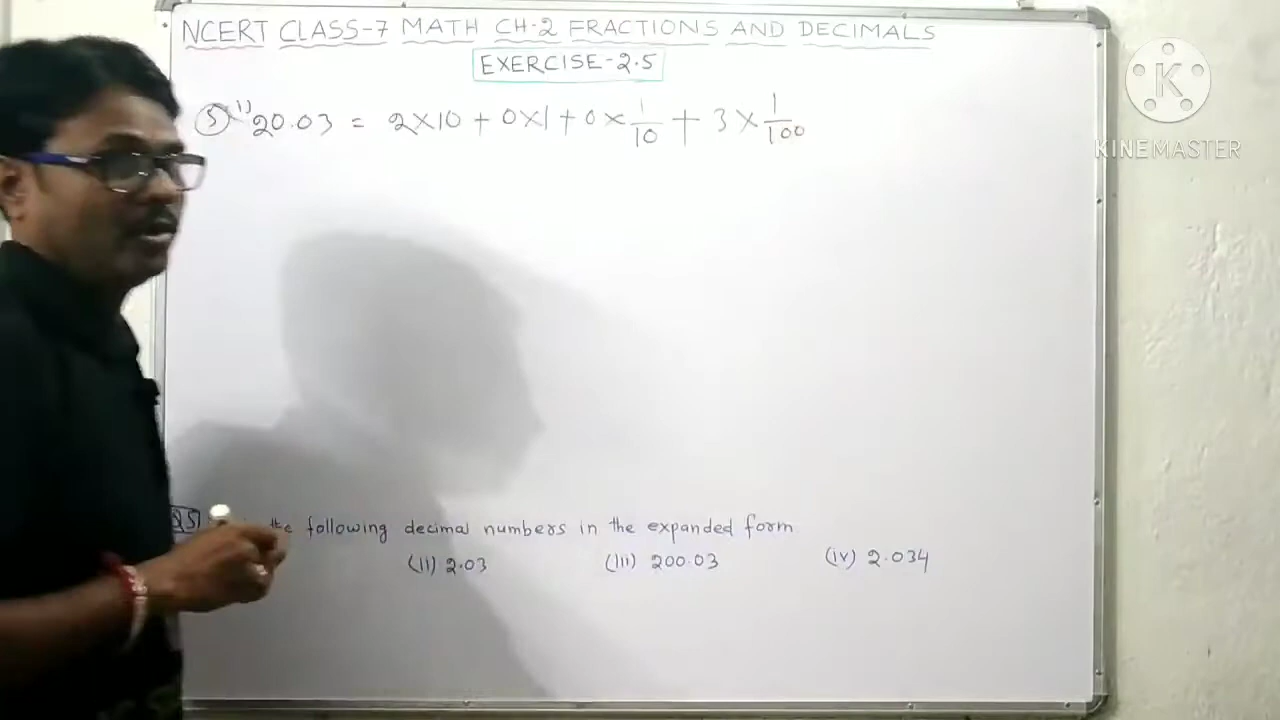 NCERT CLASS-7 MATH CH-2 FRACTIONS AND DECIMALS
EXERCISE-2.5
K
KINEMASTER
5) i) 20.03 = 2×10 + 0×1 + 0× 1/10 + 3× 1/100
Q5 the following decimal numbers in the expanded form
(ii) 2.03 (iii) 200.03 (iv) 2.034